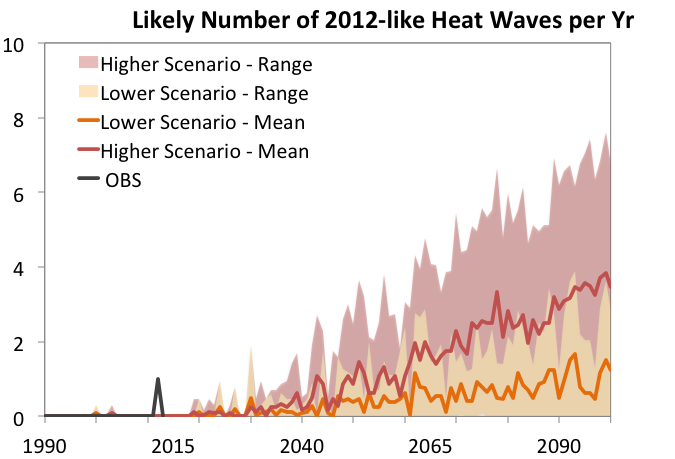 Likely Number of 2012-like Heat Waves per Yr
10
Higher Scenario - Range
Lower Scenario - Range
8
Lower Scenario - Mean
Higher Scenario - Mean
OBS
6
4
2
0
1990 2015 2040 2065 2090